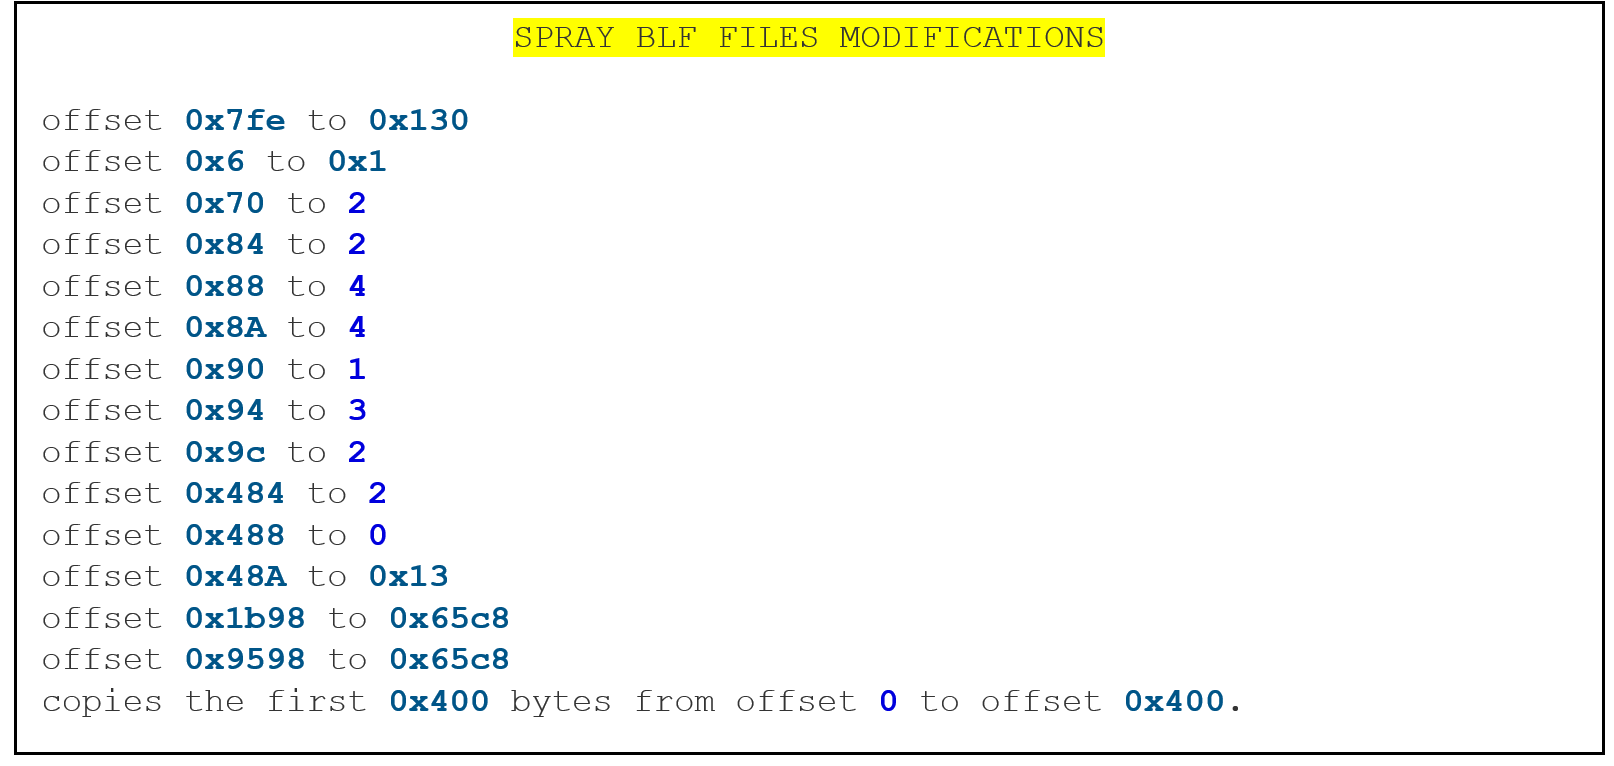 SPRAY BLF FILES MODIFICATIONS
offset 0x7fe to 0x130
offset 0x6 to 0x1
offset 0x70 to 2
offset 0x84 to 2
offset 0x88 to 4
offset 0x8A to 4
offset 0x90 to 1
offset 0x94 to 3
offset 0x9c to 2
offset 0x484 to 2
offset 0x488 to 0
offset 0x48A to 0x13
offset 0x1b98 to 0x65c8
offset 0x9598 to 0x65c8
copies the first 0x400 bytes from offset 0 to offset 0x400.